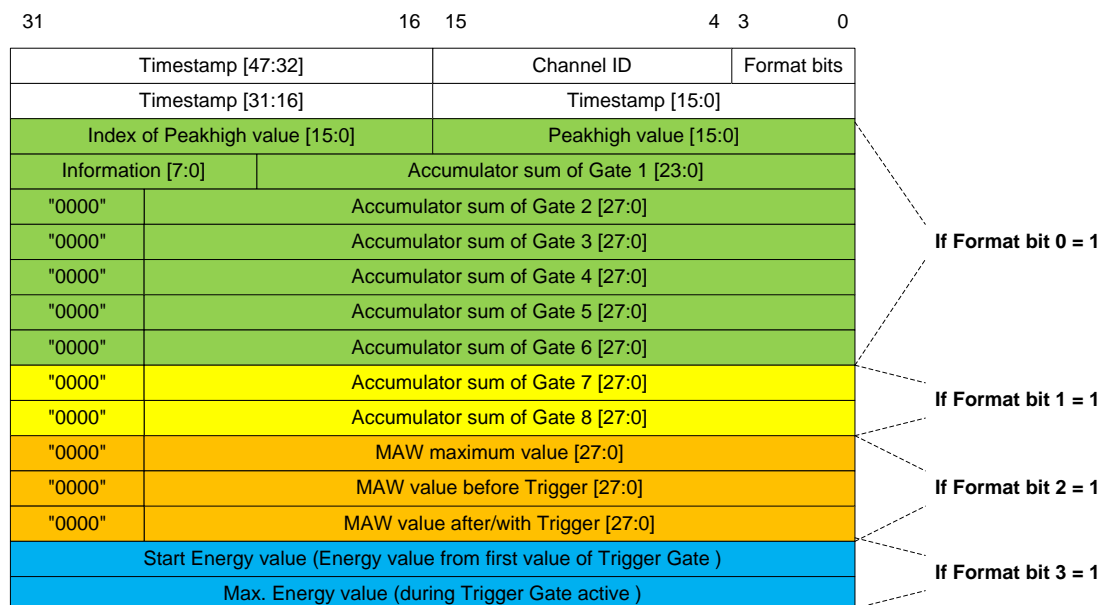 31 16 15 4 3 0
Timestamp [47:32] Channel ID Format bits
Timestamp [31:16] Timestamp [15:0]
Index of Peakhigh value [15:0] Peakhigh value [15:0]
Information [7:0] Accumulator sum of Gate 1 [23:0]
"0000" Accumulator sum of Gate 2 [27:0]
"0000" Accumulator sum of Gate 3 [27:0] If Format bit 0 = 1
"0000" Accumulator sum of Gate 4 [27:0]
"0000" Accumulator sum of Gate 5 [27:0]
"0000" Accumulator sum of Gate 6 [27:0]
"0000" Accumulator sum of Gate 7 [27:0]
If Format bit 1 = 1
"0000" Accumulator sum of Gate 8 [27:0]
"0000" MAW maximum value [27:0]
"0000" MAW value before Trigger [27:0] If Format bit 2 = 1
"0000" MAW value after/with Trigger [27:0]
Start Energy value (Energy value from first value of Trigger Gate )
If Format bit 3 = 1
Max. Energy value (during Trigger Gate active )